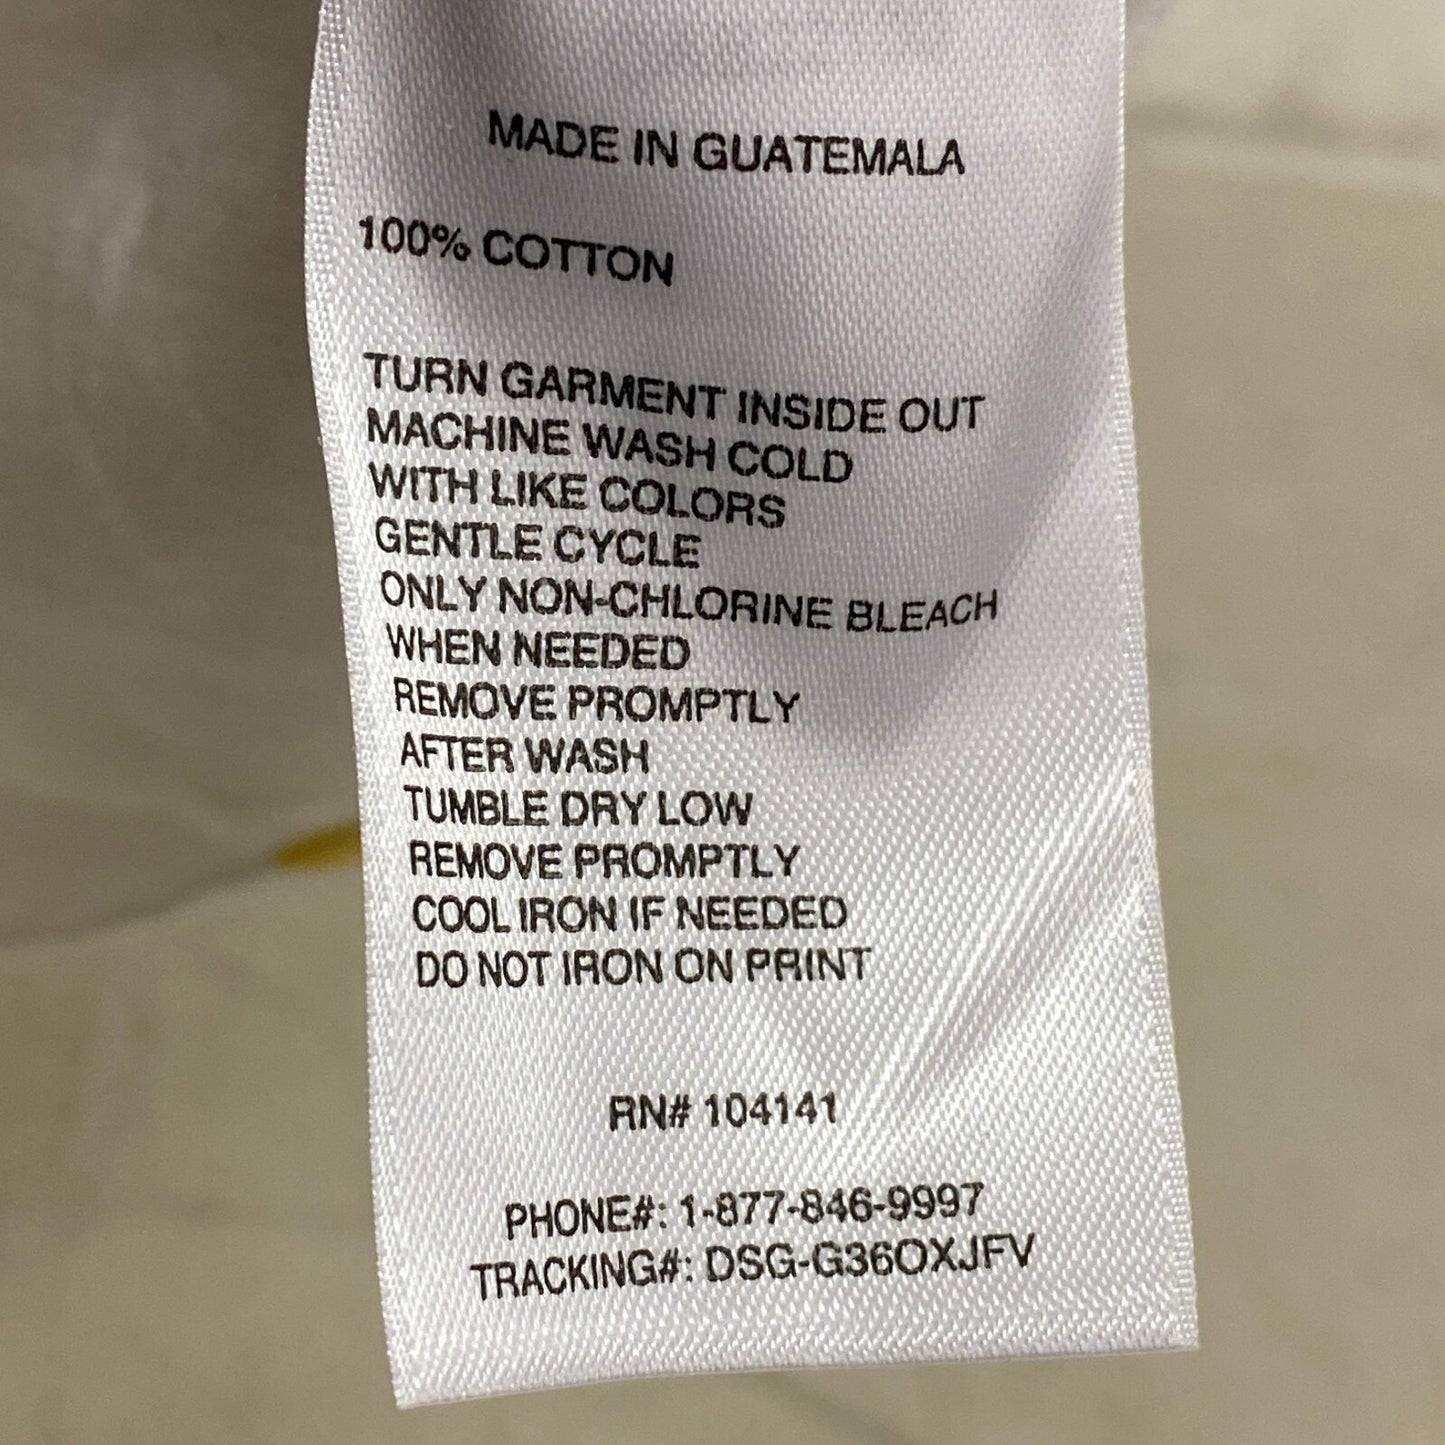 MADE IN GUATEMALA
100% COTTON
TURN GARMENT INSIDE OUT
MACHINE WASH COLD
WITH LIKE COLORS
GENTLE CYCLE
ONLY NON-CHLORINE BLEACH
WHEN NEEDED
REMOVE PROMPTLY
AFTER WASH
TUMBLE DRY LOW
REMOVE PROMPTLY
COOL IRON IF NEEDED
DO NOT IRON ON PRINT
RN# 104141
PHONE#: 1-877-846-9997
TRACKING#: DSG-G36OXJFV